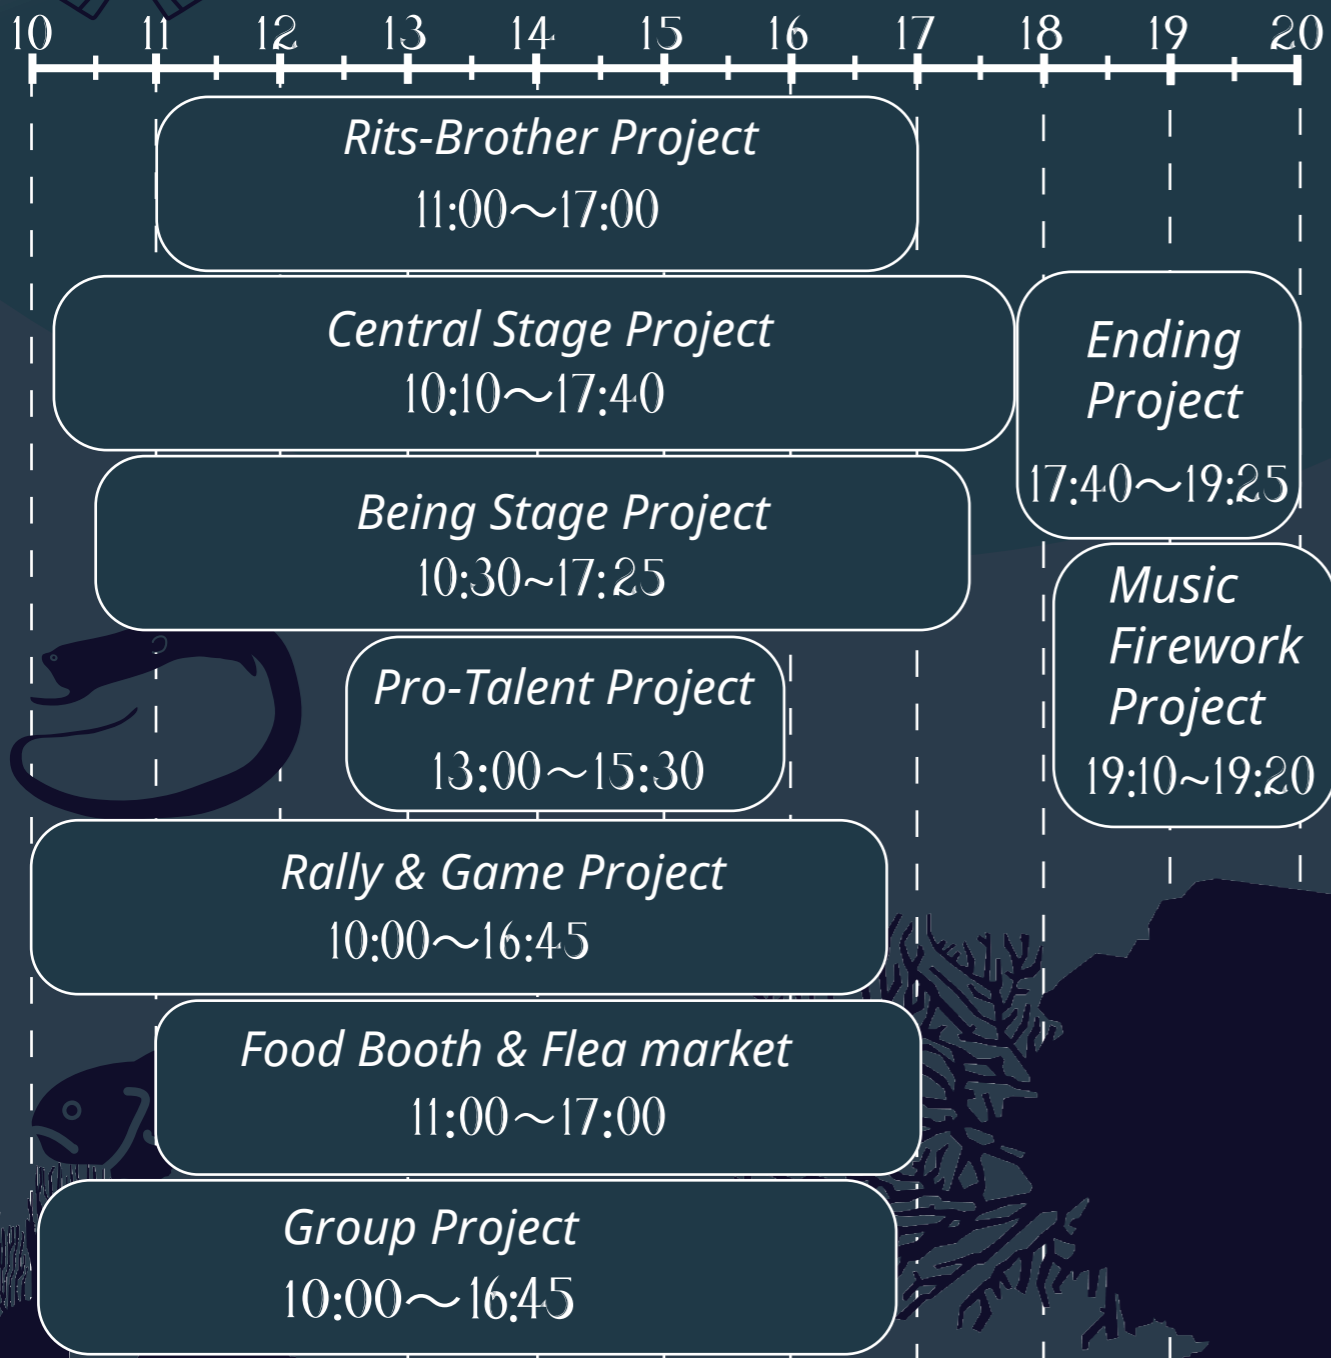 10 11 12 13 14 15 16 17 18 19 20
Rits-Brother Project
11:00～17:00
Central Stage Project
10:10～17:40
Ending
Project
17:40～19:25
Being Stage Project
10:30~17:25
Music
Firework
Project
19:10~19:20
Pro-Talent Project
13:00～15:30
Rally & Game Project
10:00～16:45
Food Booth & Flea market
11:00～17:00
Group Project
10:00～16:45